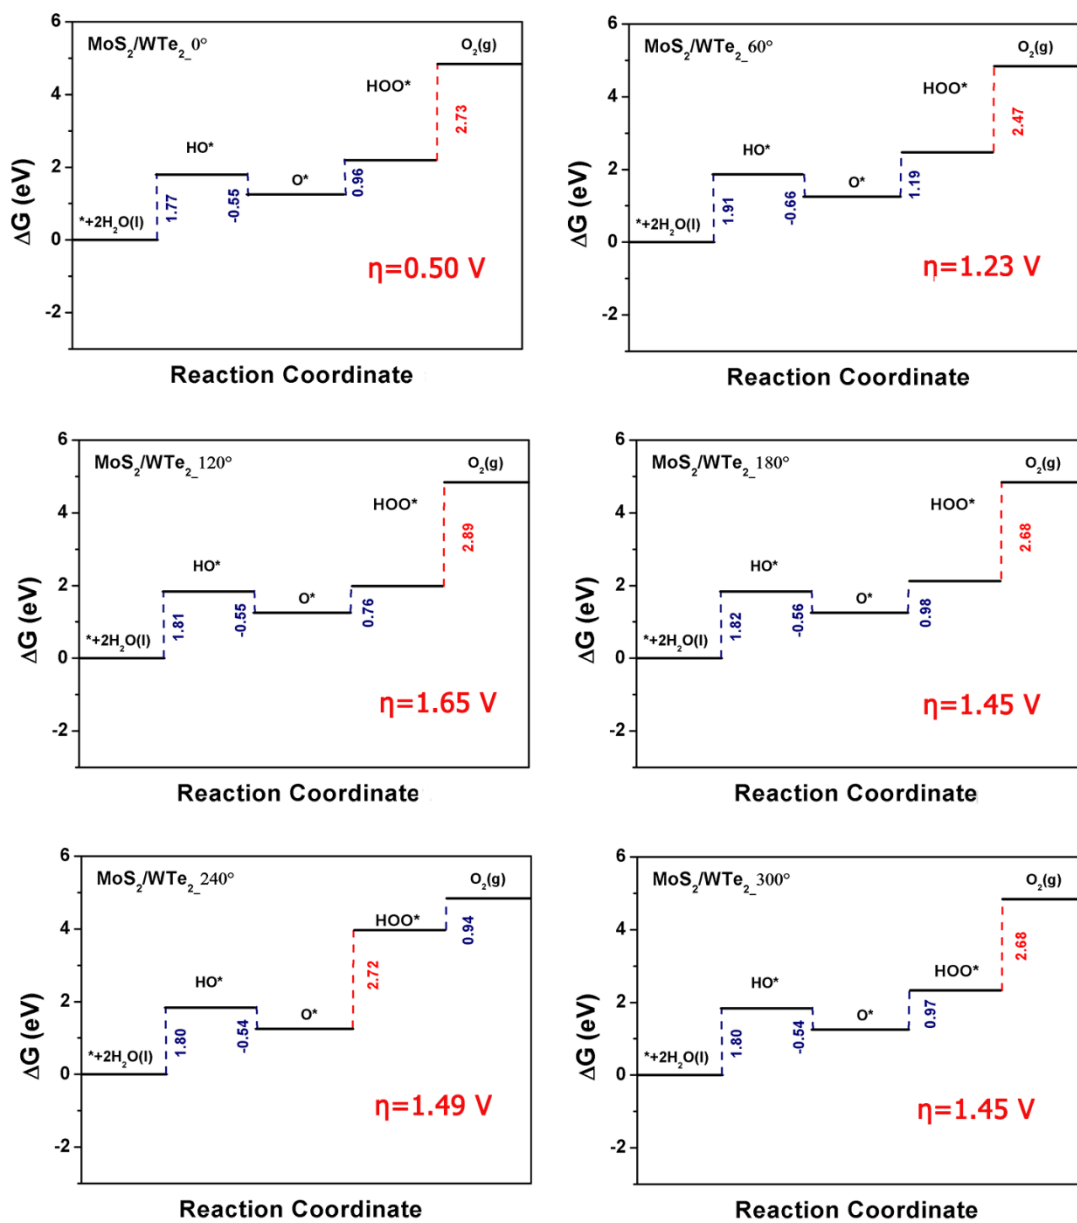 MoS2/WTe2_0°
O2(g)
HOO*
HO*
O*
*+2H2O(l)
1.77
-0.55
0.96
2.73
η=0.50 V
6
4
2
0
-2
ΔG (eV)
Reaction Coordinate
MoS2/WTe2_60°
O2(g)
HOO*
HO*
O*
*+2H2O(l)
1.91
-0.66
1.19
2.47
η=1.23 V
6
4
2
0
-2
ΔG (eV)
Reaction Coordinate
MoS2/WTe2_120°
O2(g)
HOO*
HO*
O*
*+2H2O(l)
1.81
-0.55
0.76
2.89
η=1.65 V
6
4
2
0
-2
ΔG (eV)
Reaction Coordinate
MoS2/WTe2_180°
O2(g)
HOO*
HO*
O*
*+2H2O(l)
1.82
-0.56
0.98
2.68
η=1.45 V
6
4
2
0
-2
ΔG (eV)
Reaction Coordinate
MoS2/WTe2_240°
O2(g)
HOO*
HO*
O*
*+2H2O(l)
1.80
-0.54
2.72
0.94
η=1.49 V
6
4
2
0
-2
ΔG (eV)
Reaction Coordinate
MoS2/WTe2_300°
O2(g)
HOO*
HO*
O*
*+2H2O(l)
1.80
-0.54
0.97
2.68
η=1.45 V
6
4
2
0
-2
ΔG (eV)
Reaction Coordinate